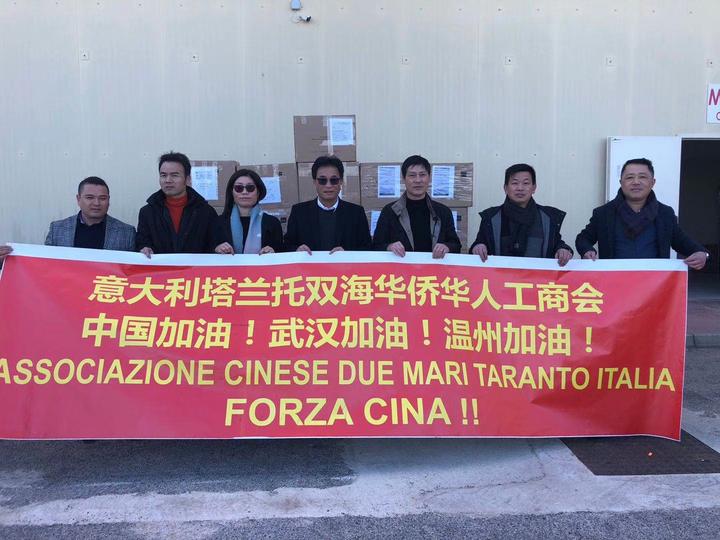 意大利塔兰托双海华侨华人工商会
中国加油！武汉加油！温州加油！
ASSOCIAZIONE CINESE DUE MARI TARANTO ITALIA
FORZA CINA !!